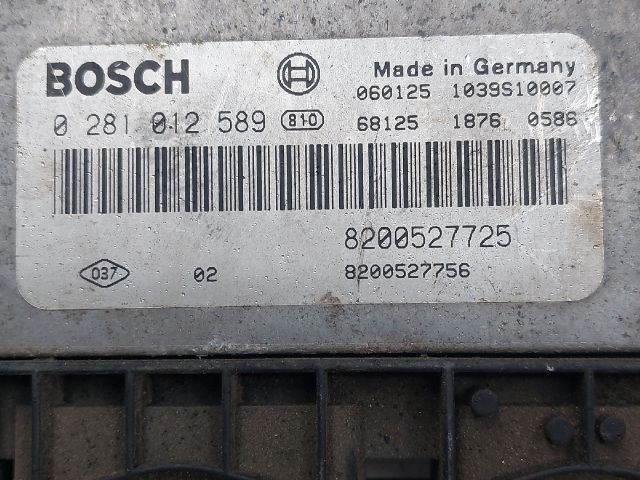 BOSCH
Made in Germany
060125 1039S10007
0 281 012 589 810
68125 1876 0586
8200527725
037 02 8200527756